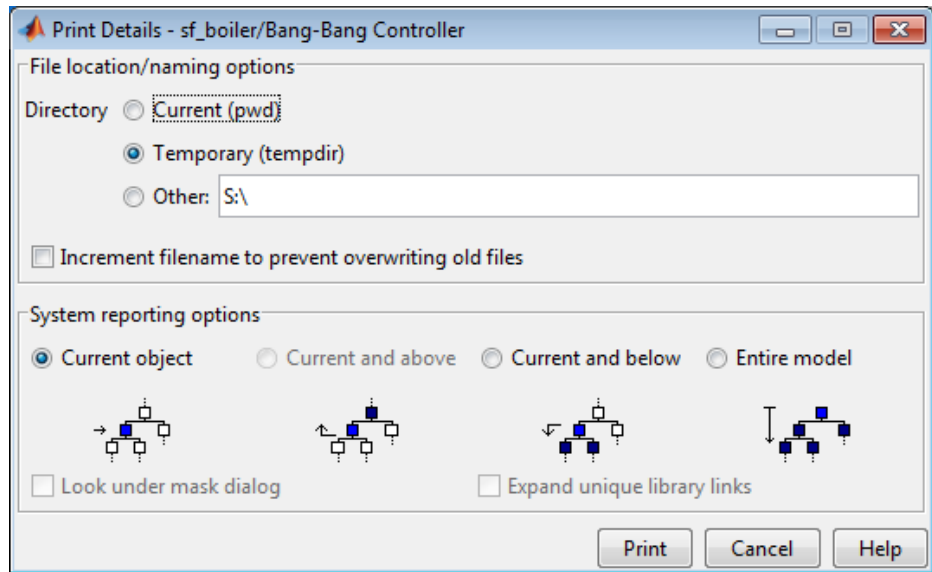 Print Details - sf_boiler/Bang-Bang Controller
File location/naming options
Directory Current (pwd)
Temporary (tempdir)
Other: S:\
Increment filename to prevent overwriting old files
System reporting options
Current object Current and above Current and below Entire model
Look under mask dialog Expand unique library links
Print Cancel Help